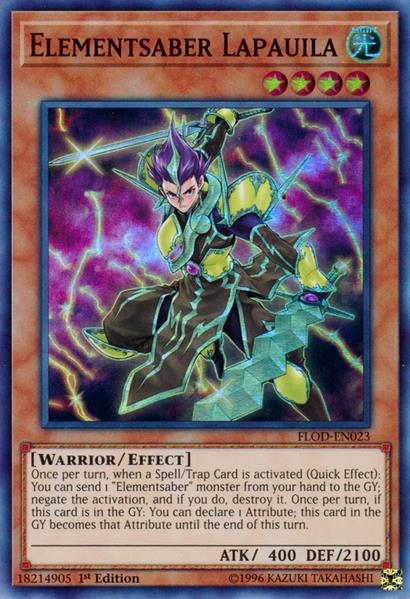 ELEMENTSABER LAPAUILA
LIGHT
光
FLOD-EN023
[WARRIOR/EFFECT]
Once per turn, when a Spell/Trap Card is activated (Quick Effect):
You can send 1 "Elementsaber" monster from your hand to the GY;
negate the activation, and if you do, destroy it. Once per turn, if
this card is in the GY: You can declare 1 Attribute; this card in the
GY becomes that Attribute until the end of this turn.
ATK/ 400 DEF/2100
18214905 1st Edition ©1996 KAZUKI TAKAHASHI